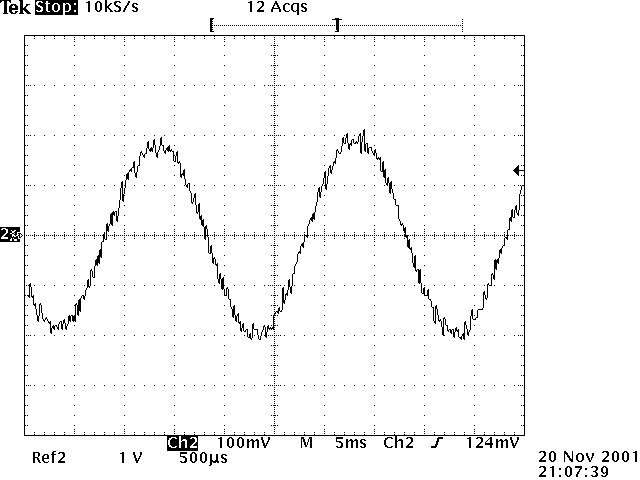 Tek Stop: 10kS/s 12 Acqs
2
Ch2 100mV M 5ms Ch2 124mV
Ref2 1 V 500µs
20 Nov 2001
21:07:39